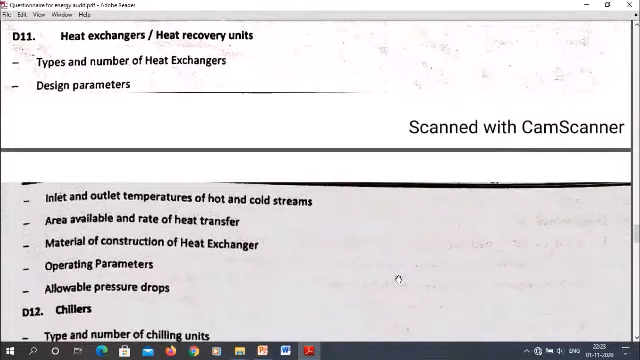 Questionnaire for energy audit.pdf - Adobe Reader
File Edit View Window Help
D11. Heat exchangers / Heat recovery units
– Types and number of Heat Exchangers
– Design parameters
Scanned with CamScanner
– Inlet and outlet temperatures of hot and cold streams
– Area available and rate of heat transfer
– Material of construction of Heat Exchanger
– Operating Parameters
– Allowable pressure drops
D12. Chillers
– Type and number of chilling units
ENG
22:23
01-11-2020